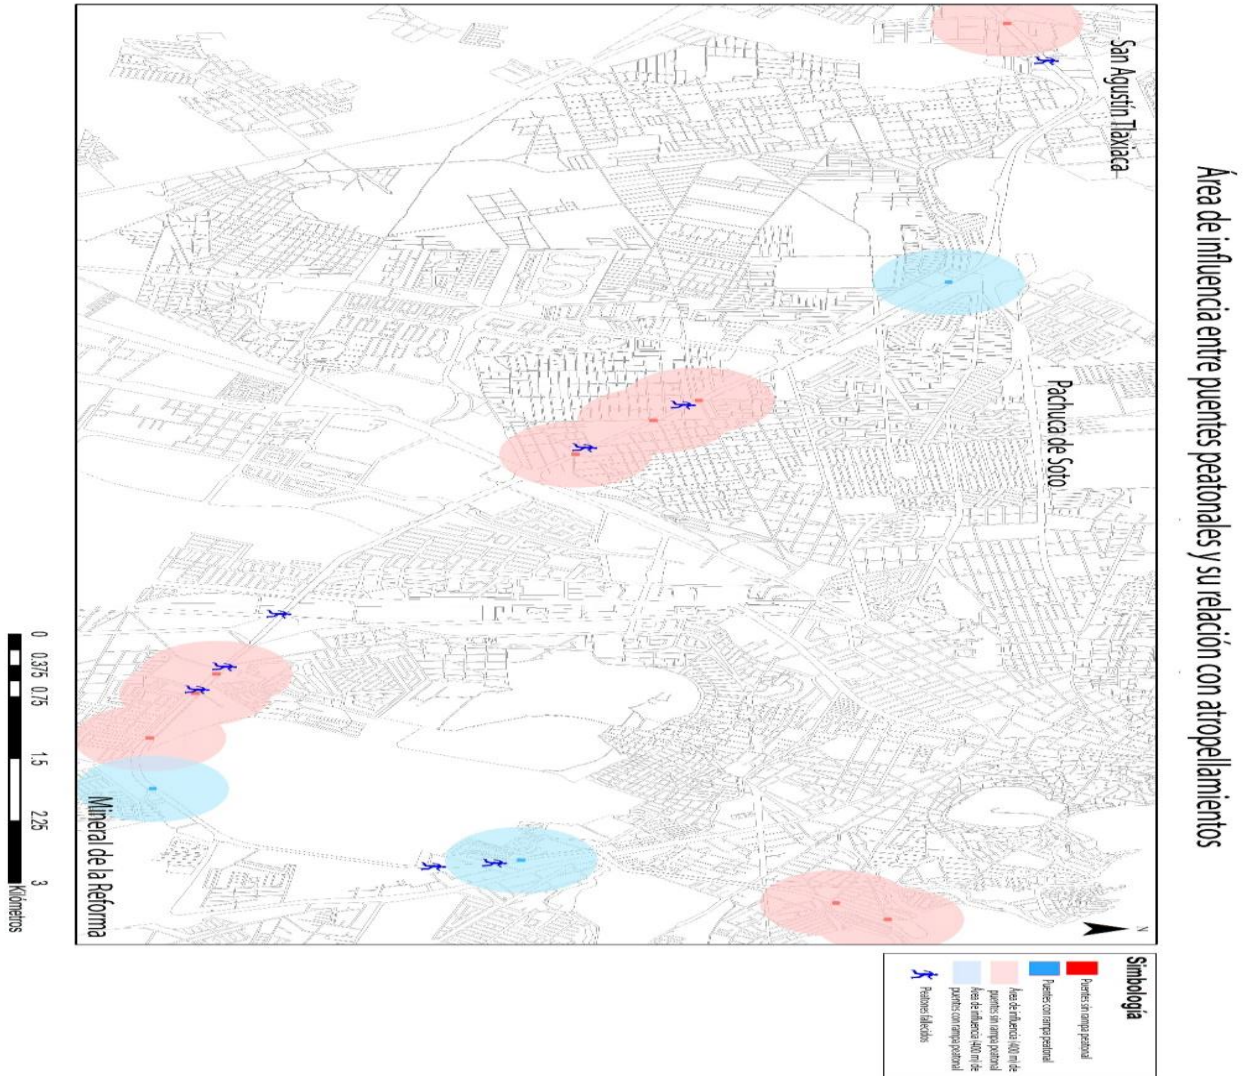 Área de influencia entre puentes peatonales y su relación con atropellamientos
San Agustín Tlaxiaca
Pachuca de Soto
Mineral de la Reforma
N
Simbología
Puentes sin rampa peatonal
Puentes con rampa peatonal
Área de influencia (400 m) de
puentes sin rampa peatonal
Área de influencia (400 m) de
puentes con rampa peatonal
Peatones fallecidos
0 0.375 0.75 1.5 2.25 3
Kilómetros